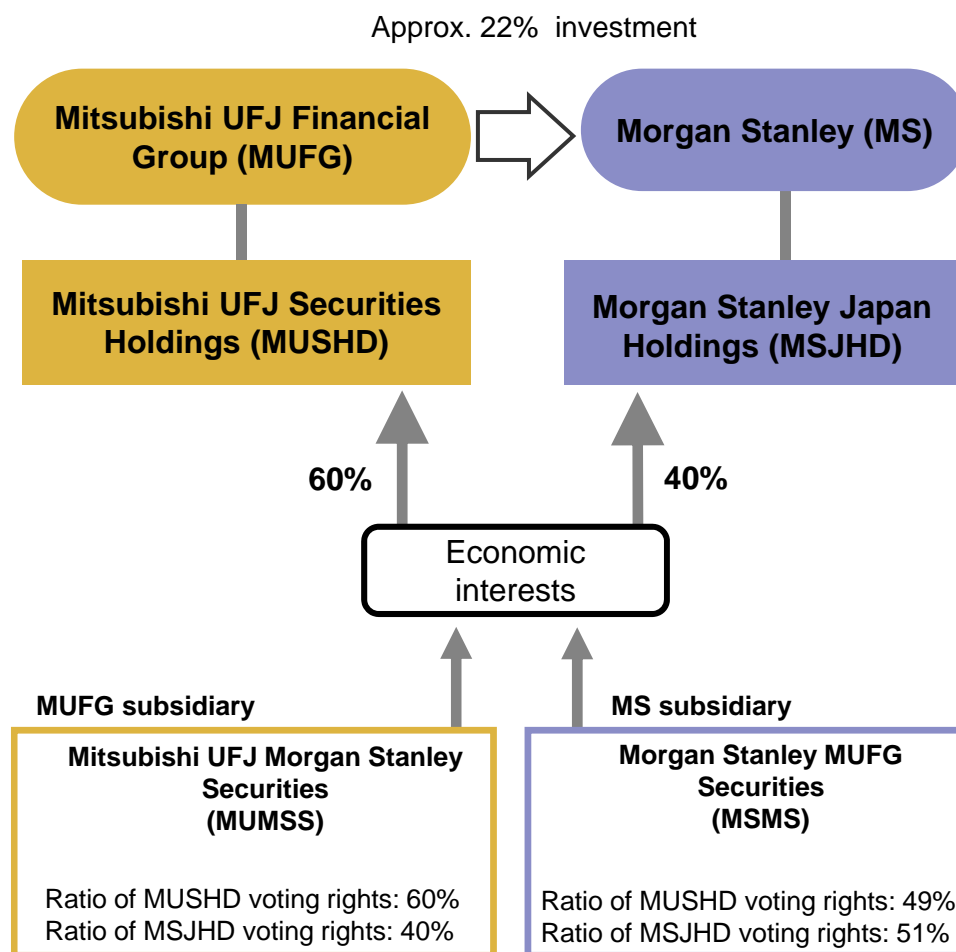 Approx. 22% investment
Mitsubishi UFJ Financial
Group (MUFG)
Morgan Stanley (MS)
Mitsubishi UFJ Securities
Holdings (MUSHD)
Morgan Stanley Japan
Holdings (MSJHD)
60%
40%
Economic
interests
MUFG subsidiary
MS subsidiary
Mitsubishi UFJ Morgan Stanley
Securities
(MUMSS)
Ratio of MUSHD voting rights: 60%
Ratio of MSJHD voting rights: 40%
Morgan Stanley MUFG
Securities
(MSMS)
Ratio of MUSHD voting rights: 49%
Ratio of MSJHD voting rights: 51%